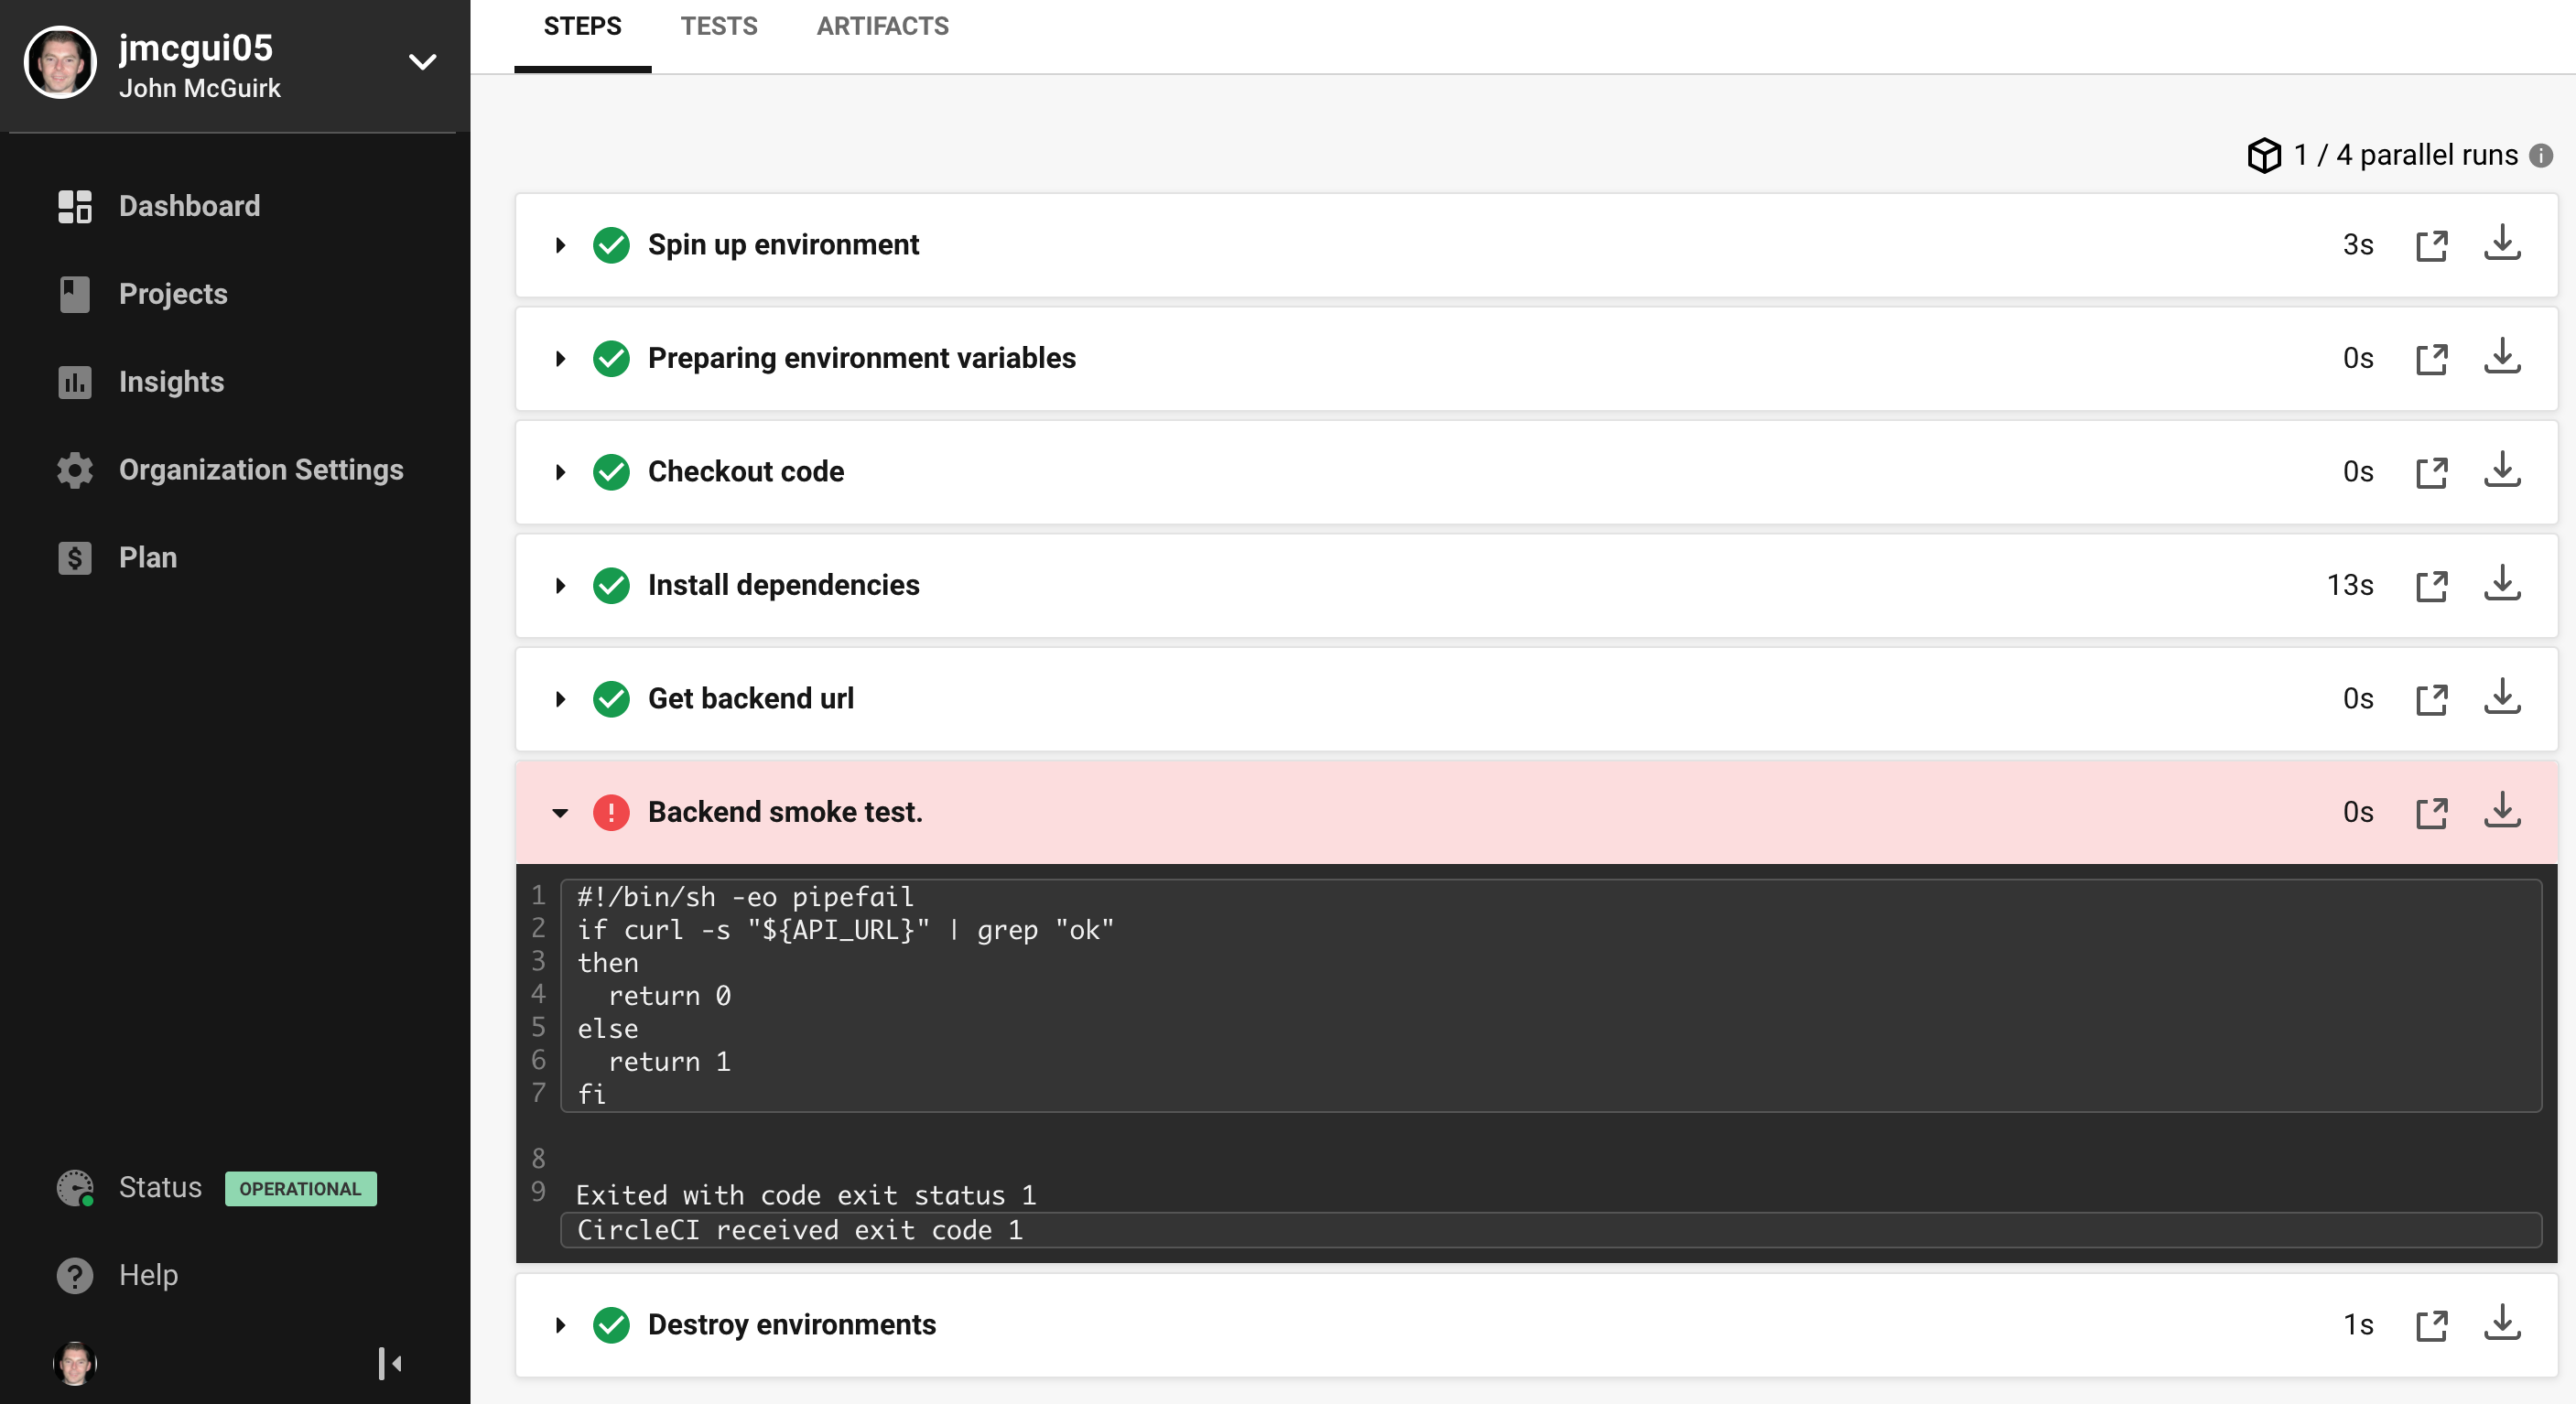 jmcgui05
John McGuirk
Dashboard
Projects
Insights
Organization Settings
Plan
Status OPERATIONAL
Help
STEPS TESTS ARTIFACTS
1 / 4 parallel runs
Spin up environment 3s
Preparing environment variables 0s
Checkout code 0s
Install dependencies 13s
Get backend url 0s
Backend smoke test. 0s
1 #!/bin/sh -eo pipefail
2 if curl -s "${API_URL}" | grep "ok"
3 then
4   return 0
5 else
6   return 1
7 fi
8
9 Exited with code exit status 1
CircleCI received exit code 1
Destroy environments 1s